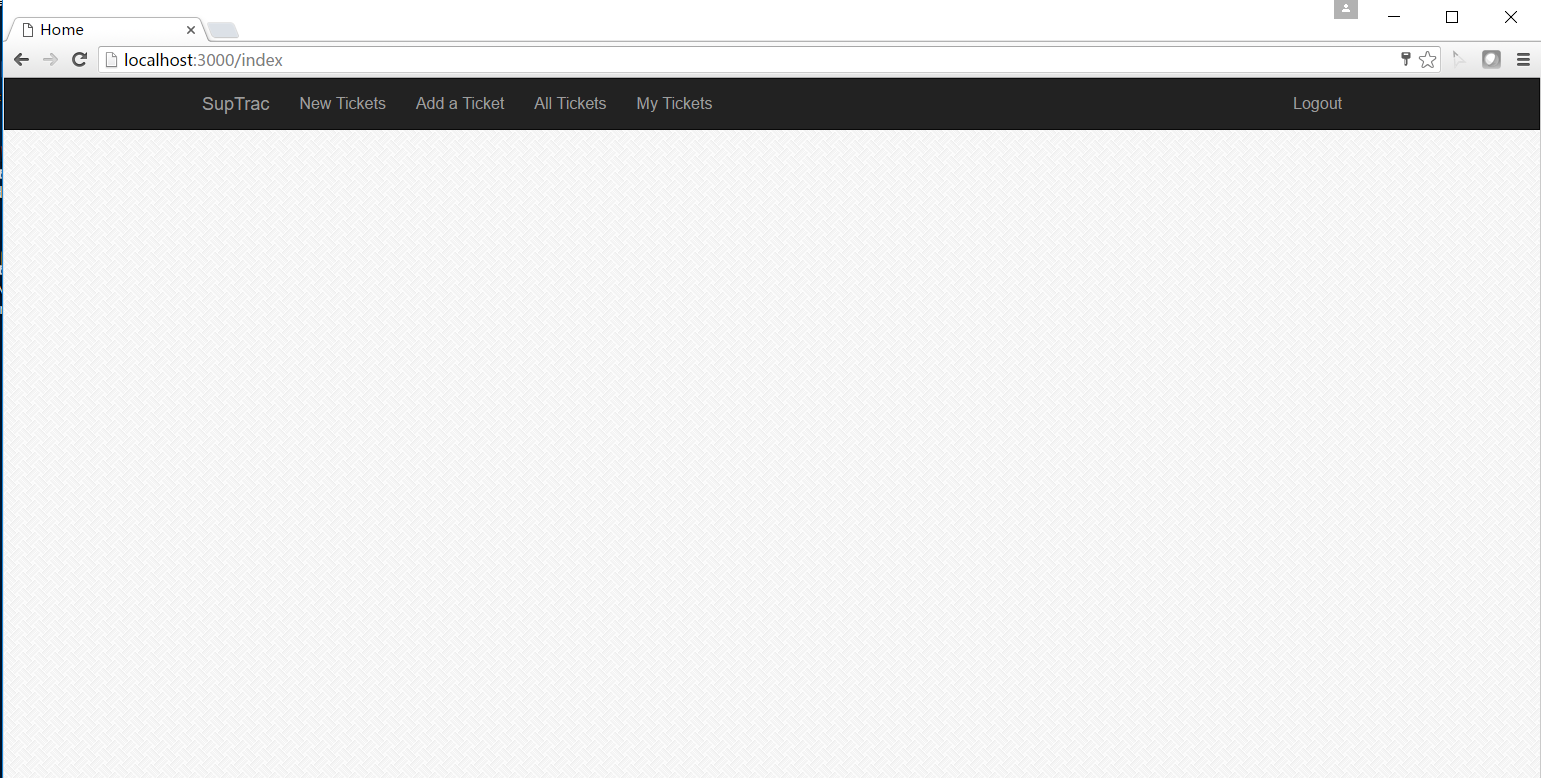 Home
localhost:3000/index
SupTrac New Tickets Add a Ticket All Tickets My Tickets Logout